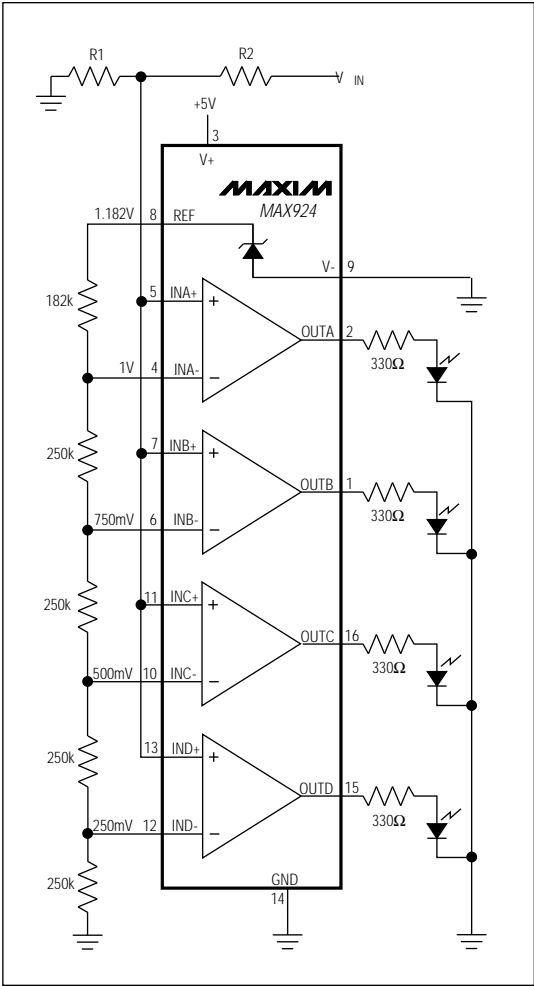 R1
R2
V IN
+5V
3
V+
MAXIM
MAX924
1.182V 8 REF
V- 9
182k
5 INA+
+
OUTA 2
330Ω
1V 4 INA-
−
250k
7 INB+
+
OUTB 1
330Ω
750mV 6 INB-
−
250k
11 INC+
+
OUTC 16
330Ω
500mV 10 INC-
−
250k
13 IND+
+
OUTD 15
330Ω
250mV 12 IND-
−
250k
GND
14